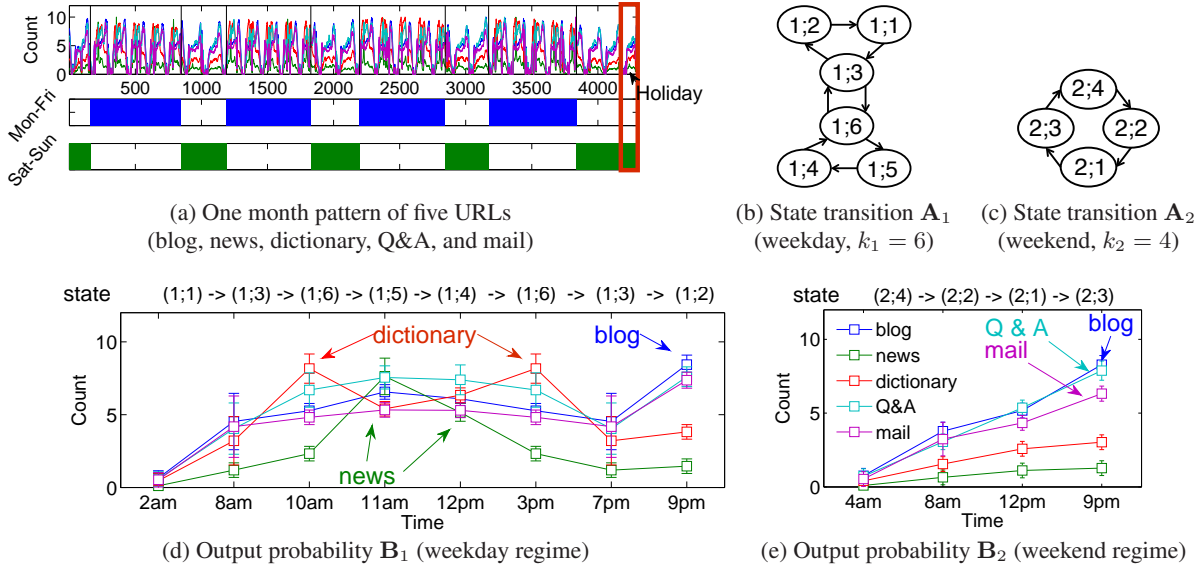 Count
10
5
0
500 1000 1500 2000 2500 3000 3500 4000
Holiday
Mon-Fri
Sat-Sun
(a) One month pattern of five URLs
(blog, news, dictionary, Q&A, and mail)
1;2 1;1
1;3
1;6
1;4 1;5
(b) State transition A₁
(weekday, k₁ = 6)
2;4
2;3 2;2
2;1
(c) State transition A₂
(weekend, k₂ = 4)
state (1;1) -> (1;3) -> (1;6) -> (1;5) -> (1;4) -> (1;6) -> (1;3) -> (1;2)
10
5
0
Count
dictionary
blog
news
2am 8am 10am 11am 12pm 3pm 7pm 9pm
Time
(d) Output probability B₁ (weekday regime)
state (2;4) -> (2;2) -> (2;1) -> (2;3)
10
5
0
Count
blog
news
dictionary
Q&A
mail
Q & A
blog
mail
4am 8am 12pm 9pm
Time
(e) Output probability B₂ (weekend regime)